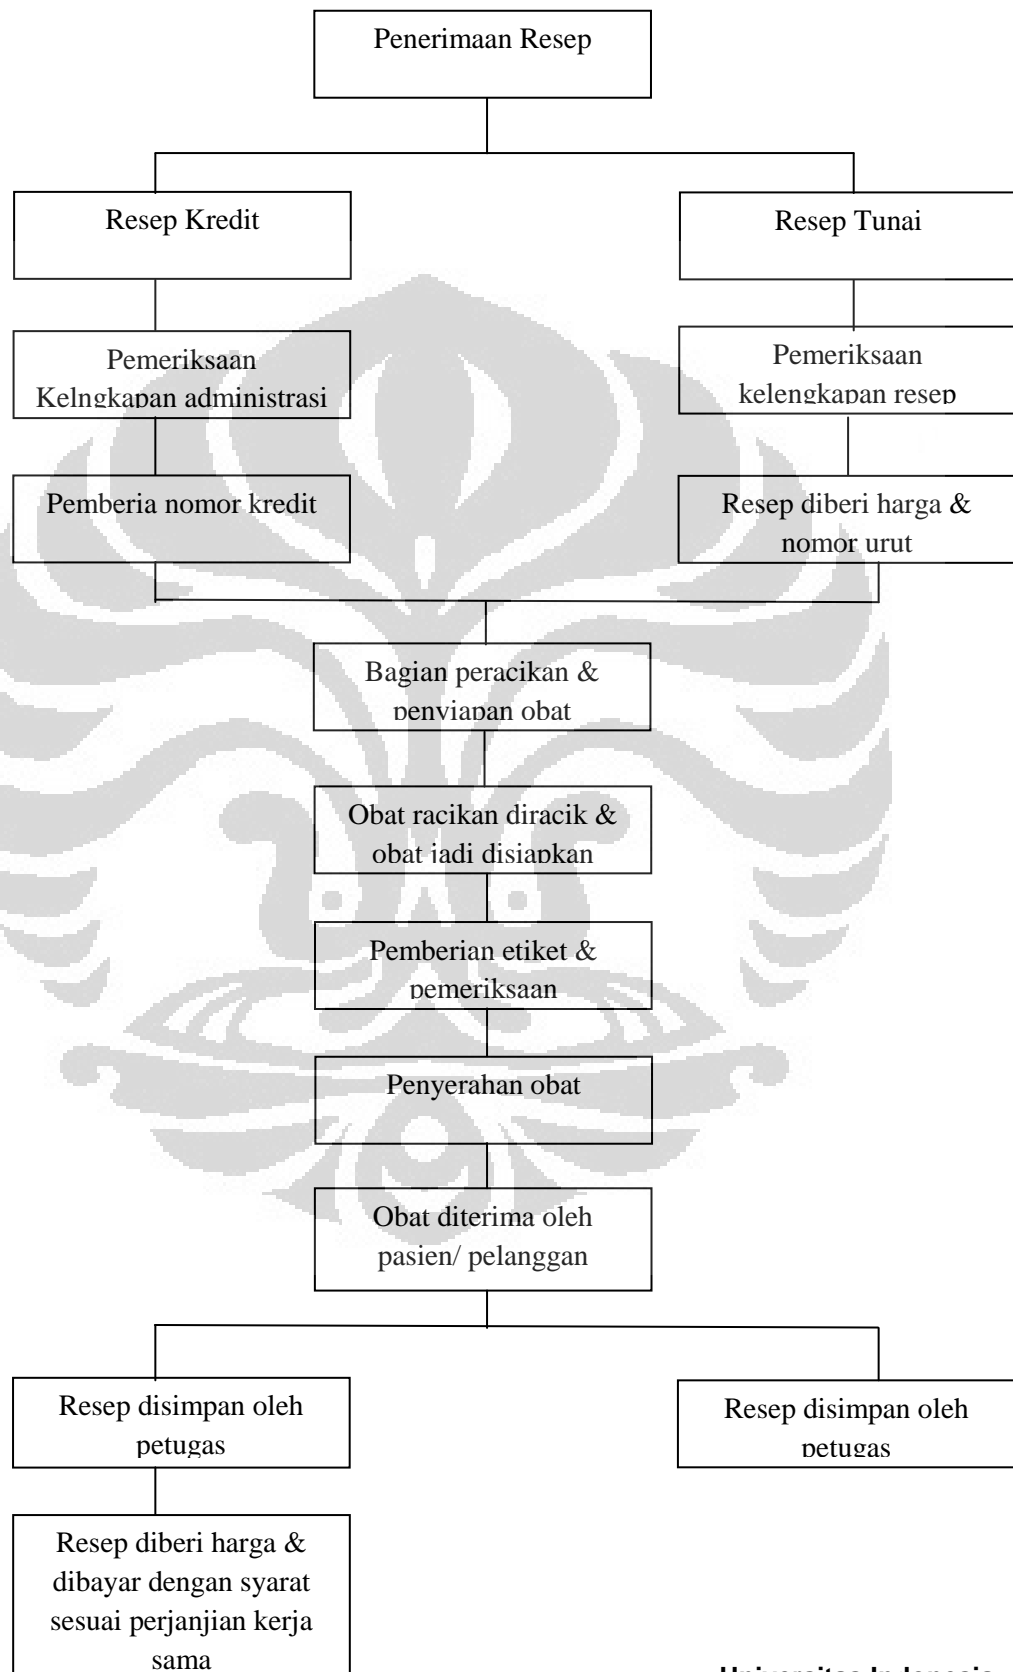 Penerimaan Resep
Resep Kredit
Resep Tunai
Pemeriksaan
Kelngkapan administrasi
Pemeriksaan
kelengkapan resep
Pemberia nomor kredit
Resep diberi harga &
nomor urut
Bagian peracikan &
penyiapan obat
Obat racikan diracik &
obat jadi disiapkan
Pemberian etiket &
pemeriksaan
Penyerahan obat
Obat diterima oleh
pasien/ pelanggan
Resep disimpan oleh
petugas
Resep disimpan oleh
petugas
Resep diberi harga &
dibayar dengan syarat
sesuai perjanjian kerja
sama
Universitas Indonesia